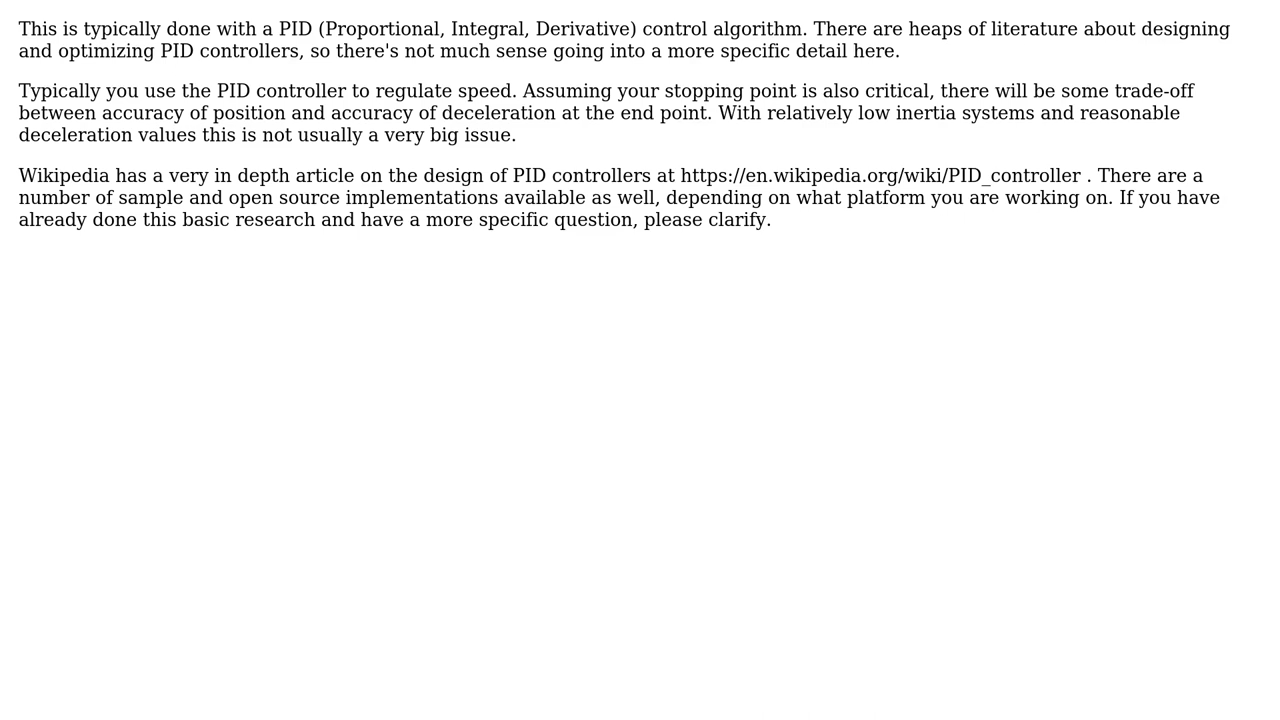 This is typically done with a PID (Proportional, Integral, Derivative) control algorithm. There are heaps of literature about designing
and optimizing PID controllers, so there's not much sense going into a more specific detail here.
Typically you use the PID controller to regulate speed. Assuming your stopping point is also critical, there will be some trade-off
between accuracy of position and accuracy of deceleration at the end point. With relatively low inertia systems and reasonable
deceleration values this is not usually a very big issue.
Wikipedia has a very in depth article on the design of PID controllers at https://en.wikipedia.org/wiki/PID_controller . There are a
number of sample and open source implementations available as well, depending on what platform you are working on. If you have
already done this basic research and have a more specific question, please clarify.